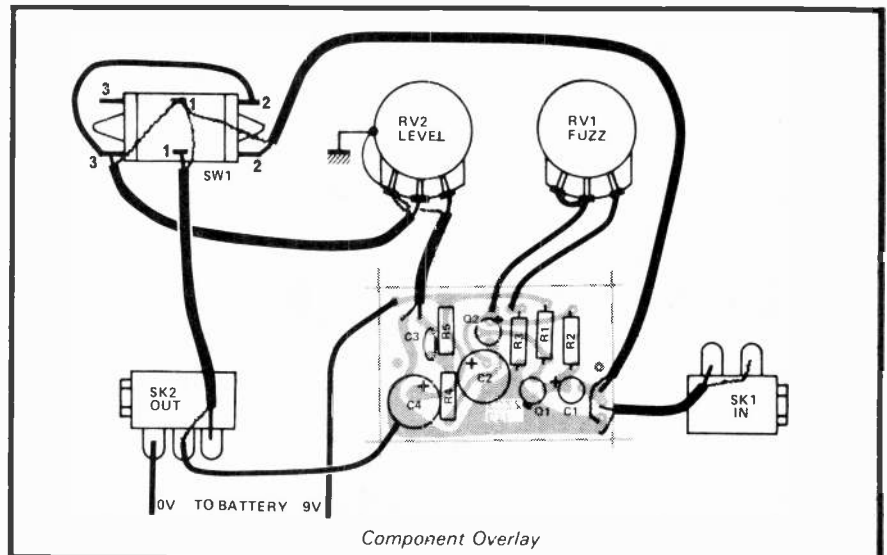 3
1
2
3
1
2
SW1
RV2
LEVEL
RV1
FUZZ
Q2
C3
R5
R3
R1
R2
C2
C4
R4
Q1
C1
SK2
OUT
SK1
IN
0V TO BATTERY 9V
Component Overlay